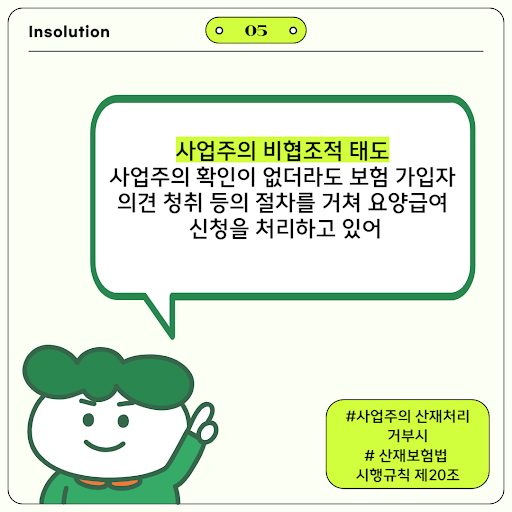 Insolution
05
사업주의 비협조적 태도
사업주의 확인이 없더라도 보험 가입자
의견 청취 등의 절차를 거쳐 요양급여
신청을 처리하고 있어
#사업주의 산재처리
거부시
# 산재보험법
시행규칙 제20조